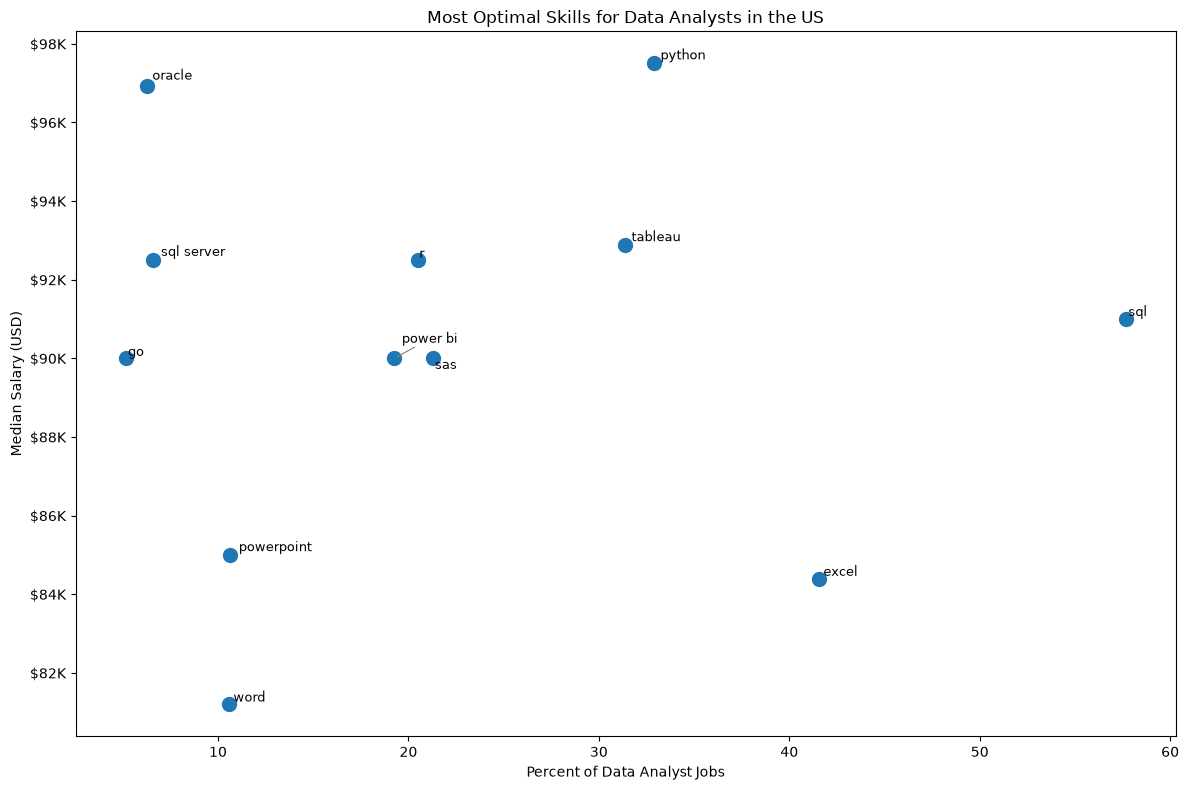 Most Optimal Skills for Data Analysts in the US
$98K
$96K
$94K
$92K
$90K
$88K
$86K
$84K
$82K
Median Salary (USD)
python
oracle
tableau
sql server
r
sql
go
power bi
sas
powerpoint
excel
word
10
20
30
40
50
60
Percent of Data Analyst Jobs